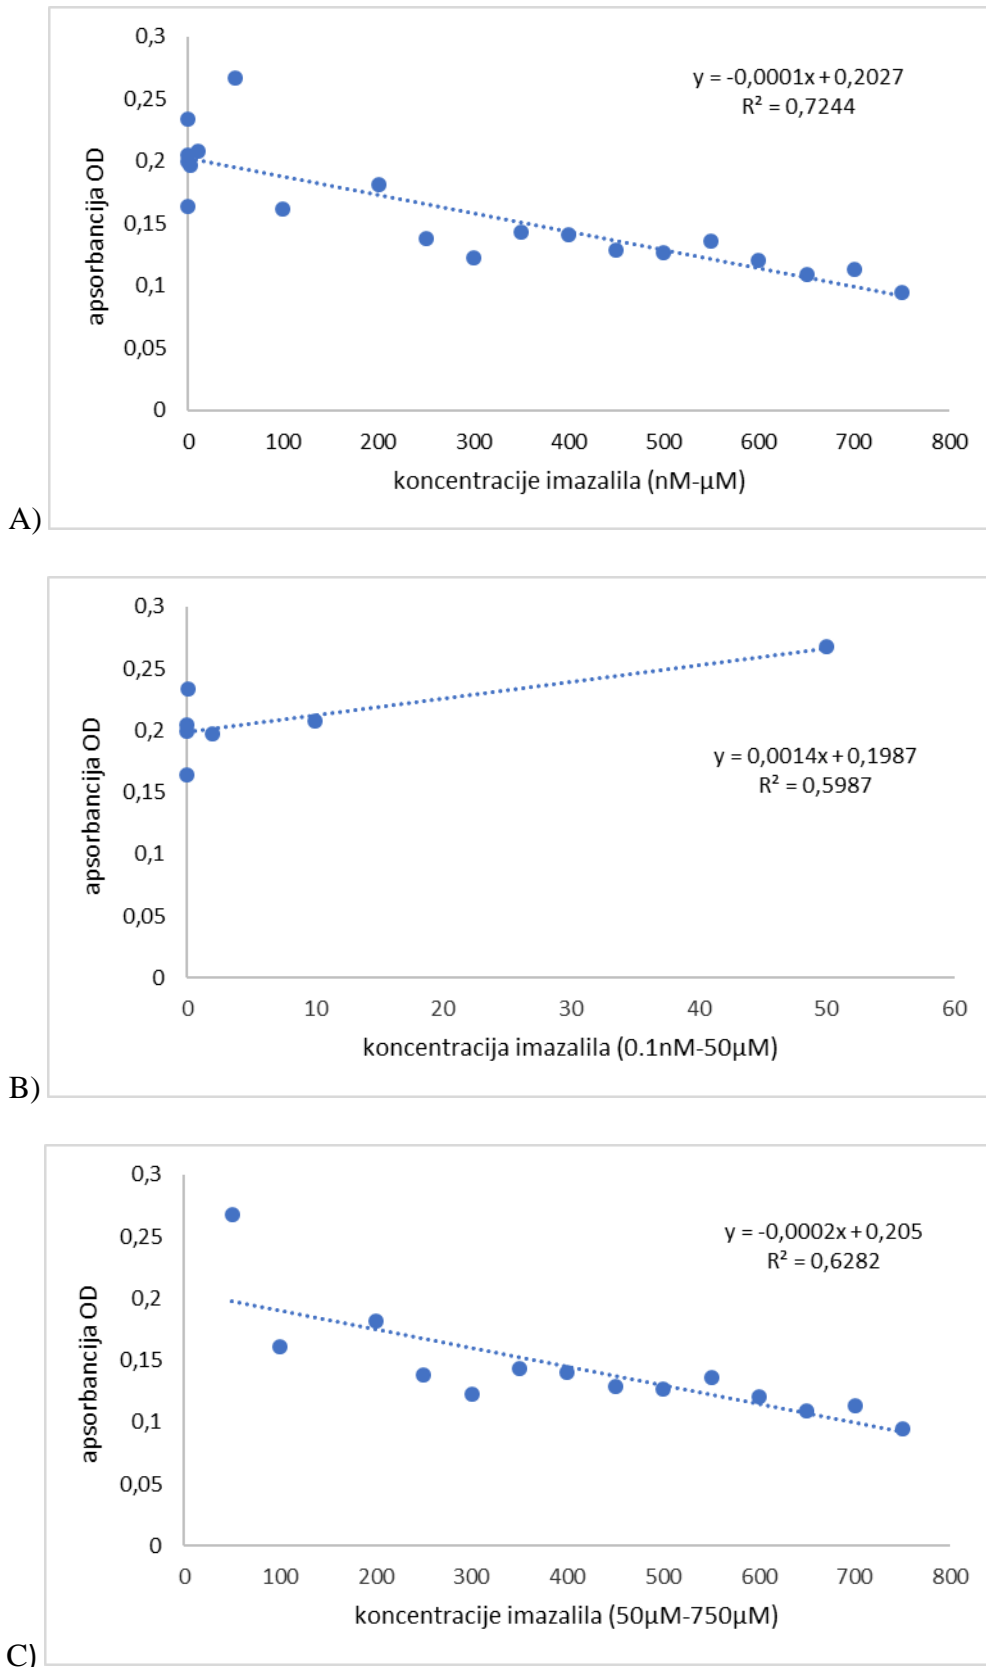 0,3
0,25
0,2
0,15
0,1
0,05
0
apsorbancija OD
y = -0,0001x + 0,2027
R² = 0,7244
0 100 200 300 400 500 600 700 800
koncentracije imazalila (nM-µM)
A)
0,3
0,25
0,2
0,15
0,1
0,05
0
apsorbancija OD
y = 0,0014x + 0,1987
R² = 0,5987
0 10 20 30 40 50 60
koncentracija imazalila (0.1nM-50µM)
B)
0,3
0,25
0,2
0,15
0,1
0,05
0
apsorbancija OD
y = -0,0002x + 0,205
R² = 0,6282
0 100 200 300 400 500 600 700 800
koncentracije imazalila (50µM-750µM)
C)